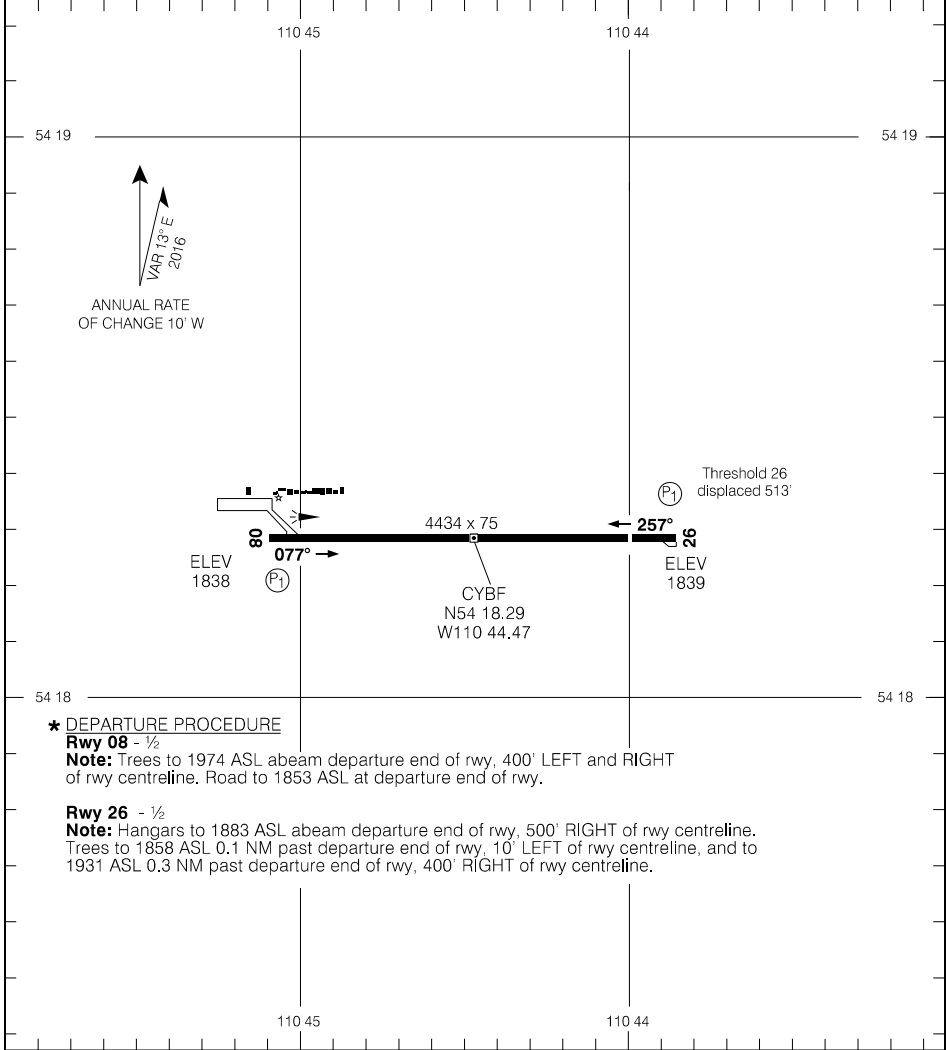 110 45 110 44
54 19 54 19
VAR 13° E
2016
ANNUAL RATE
OF CHANGE 10' W
Threshold 26
displaced 513'
P1
4434 x 75
257°
08
26
077°
ELEV
1838
P1
ELEV
1839
CYBF
N54 18.29
W110 44.47
54 18 54 18
* DEPARTURE PROCEDURE
Rwy 08 - ½
Note: Trees to 1974 ASL abeam departure end of rwy, 400' LEFT and RIGHT
of rwy centreline. Road to 1853 ASL at departure end of rwy.
Rwy 26 - ½
Note: Hangars to 1883 ASL abeam departure end of rwy, 500' RIGHT of rwy centreline.
Trees to 1858 ASL 0.1 NM past departure end of rwy, 10' LEFT of rwy centreline, and to
1931 ASL 0.3 NM past departure end of rwy, 400' RIGHT of rwy centreline.
110 45 110 44